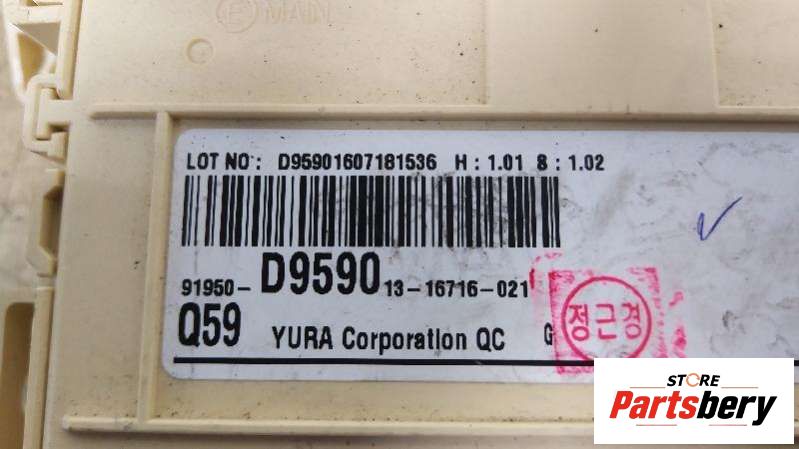 E MAIN
LOT NO: D95901607181536 H: 1.01 8: 1.02
91950- D9590 13-16716-021
Q59 YURA Corporation QC G
정근경
STORE
Partsbery